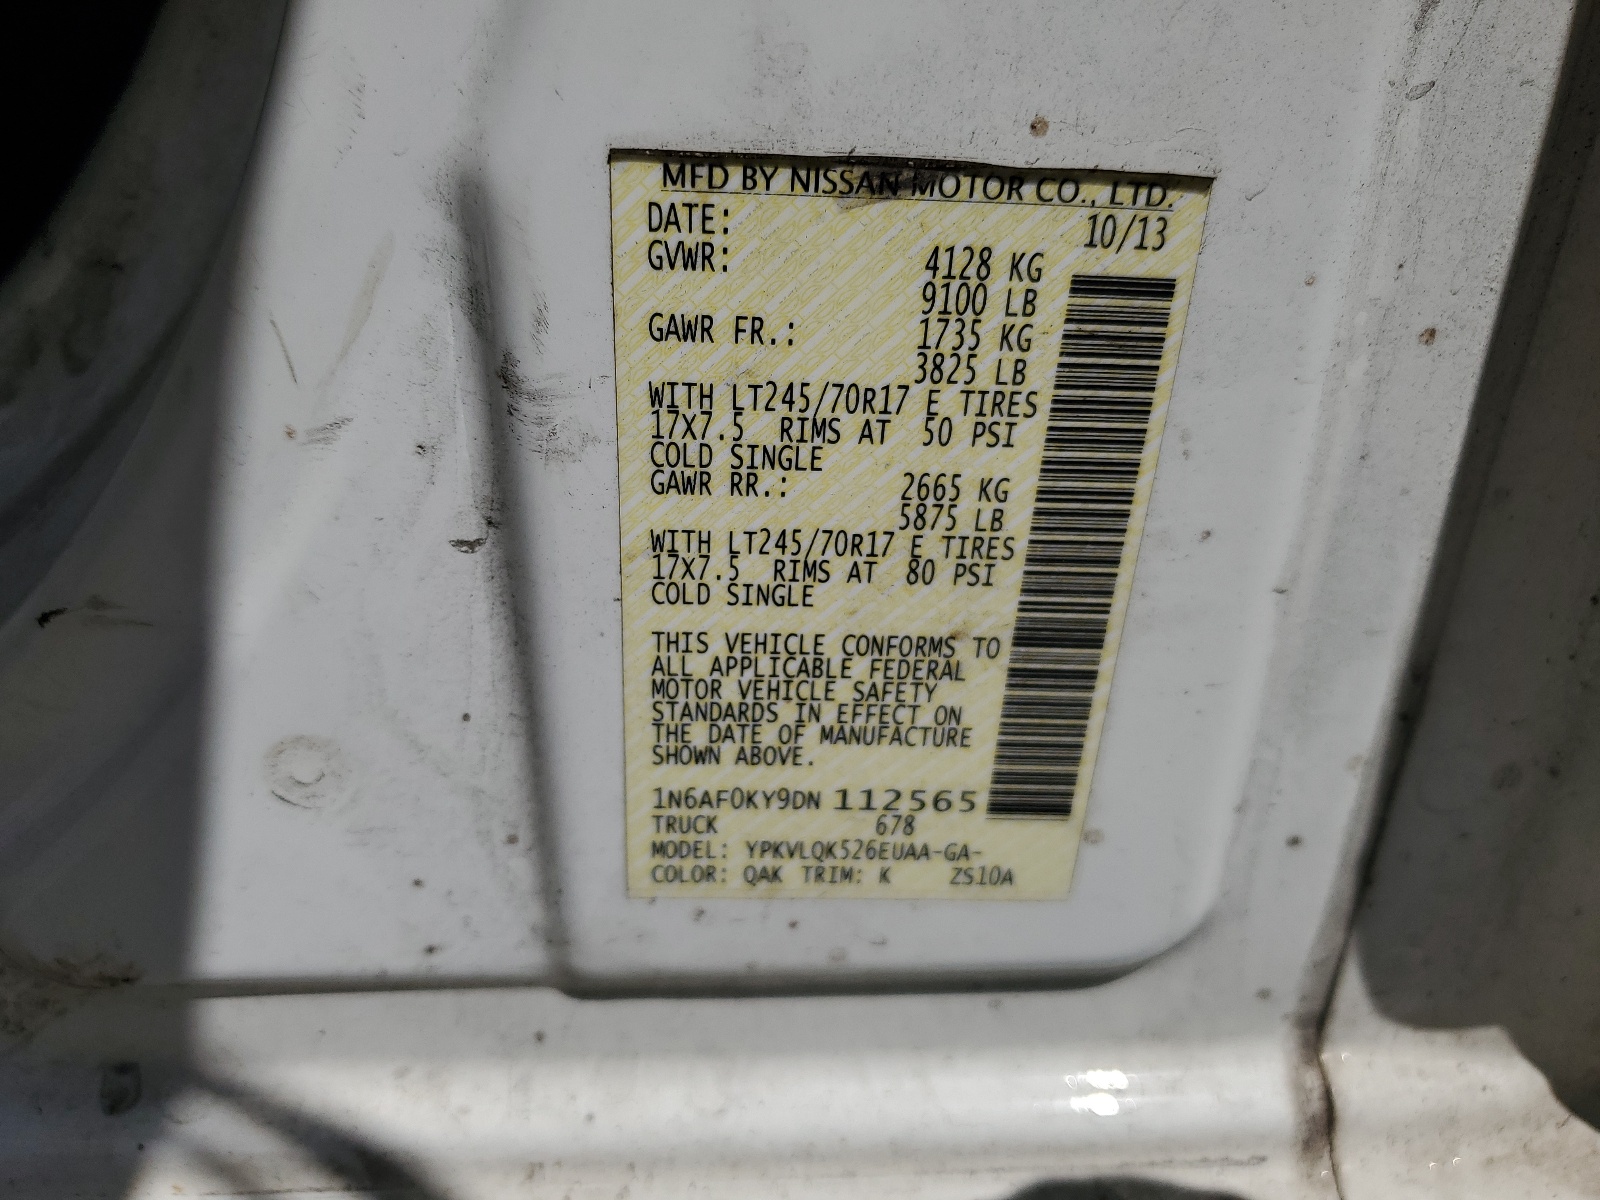 MFD BY NISSAN MOTOR CO., LTD.
DATE: 10/13
GVWR: 4128 KG
9100 LB
GAWR FR.: 1735 KG
3825 LB
WITH LT245/70R17 E TIRES
17X7.5 RIMS AT 50 PSI
COLD SINGLE
GAWR RR.: 2665 KG
5875 LB
WITH LT245/70R17 E TIRES
17X7.5 RIMS AT 80 PSI
COLD SINGLE
THIS VEHICLE CONFORMS TO
ALL APPLICABLE FEDERAL
MOTOR VEHICLE SAFETY
STANDARDS IN EFFECT ON
THE DATE OF MANUFACTURE
SHOWN ABOVE.
1N6AF0KY9DN 112565
TRUCK 678
MODEL: YPKVLQK526EUAA-GA-
COLOR: QAK TRIM: K ZS10A